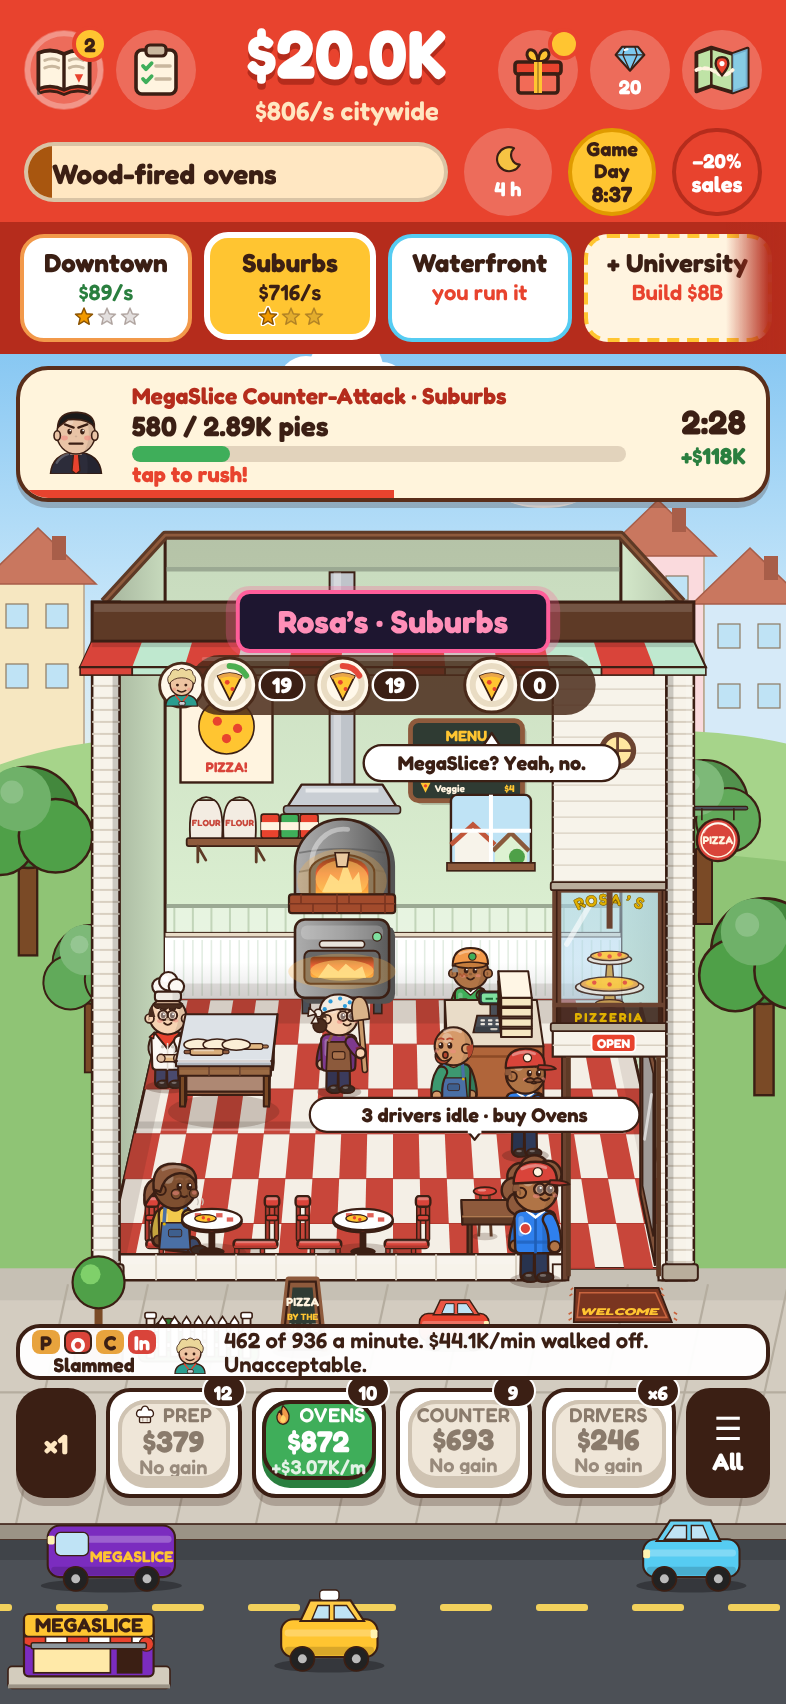 2
$20.0K
$806/s citywide
20
Wood-fired ovens
4 h
Game
Day
8:37
-20%
sales
Downtown
$89/s
Suburbs
$716/s
Waterfront
you run it
+ University
Build $8B
MegaSlice Counter-Attack · Suburbs
580 / 2.89K pies
tap to rush!
2:28
+$118K
Rosa's · Suburbs
19
19
0
PIZZA!
MENU
MegaSlice? Yeah, no.
Veggie $4
FLOUR FLOUR
PIZZA
ROSA'S
PIZZERIA
OPEN
3 drivers idle · buy Ovens
PIZZA
BY THE
WELCOME
P O C In
Slammed
462 of 936 a minute. $44.1K/min walked off.
Unacceptable.
x1
12
PREP
$379
No gain
10
OVENS
$872
+$3.07K/m
9
COUNTER
$693
No gain
x6
DRIVERS
$246
No gain
All
MEGASLICE
MEGASLICE